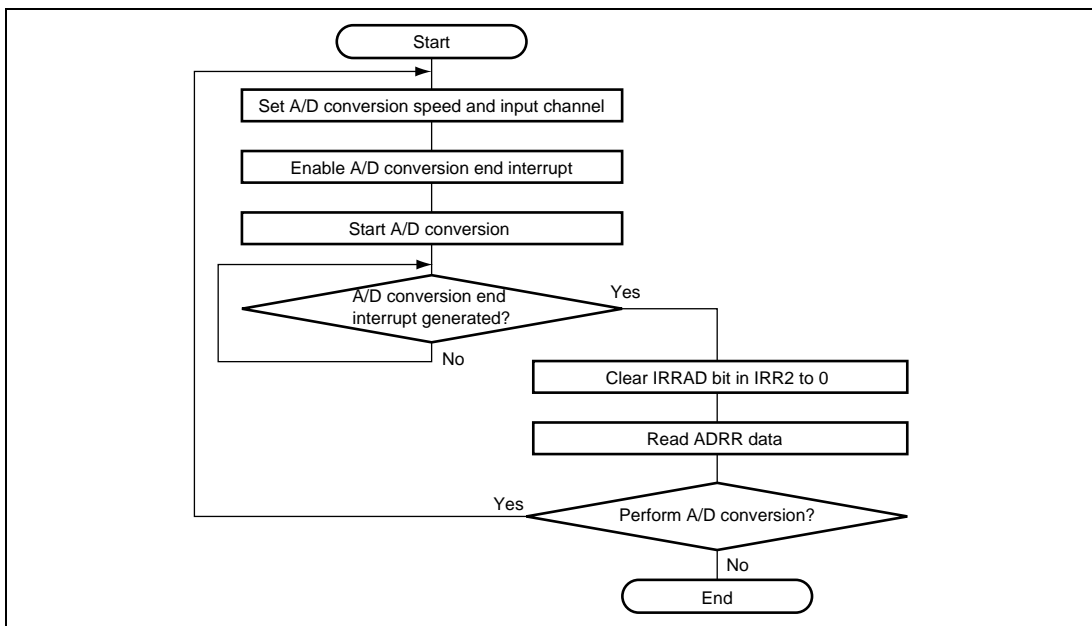 Start
Set A/D conversion speed and input channel
Enable A/D conversion end interrupt
Start A/D conversion
A/D conversion end
interrupt generated?
Yes
No
Clear IRRAD bit in IRR2 to 0
Read ADRR data
Yes
Perform A/D conversion?
No
End